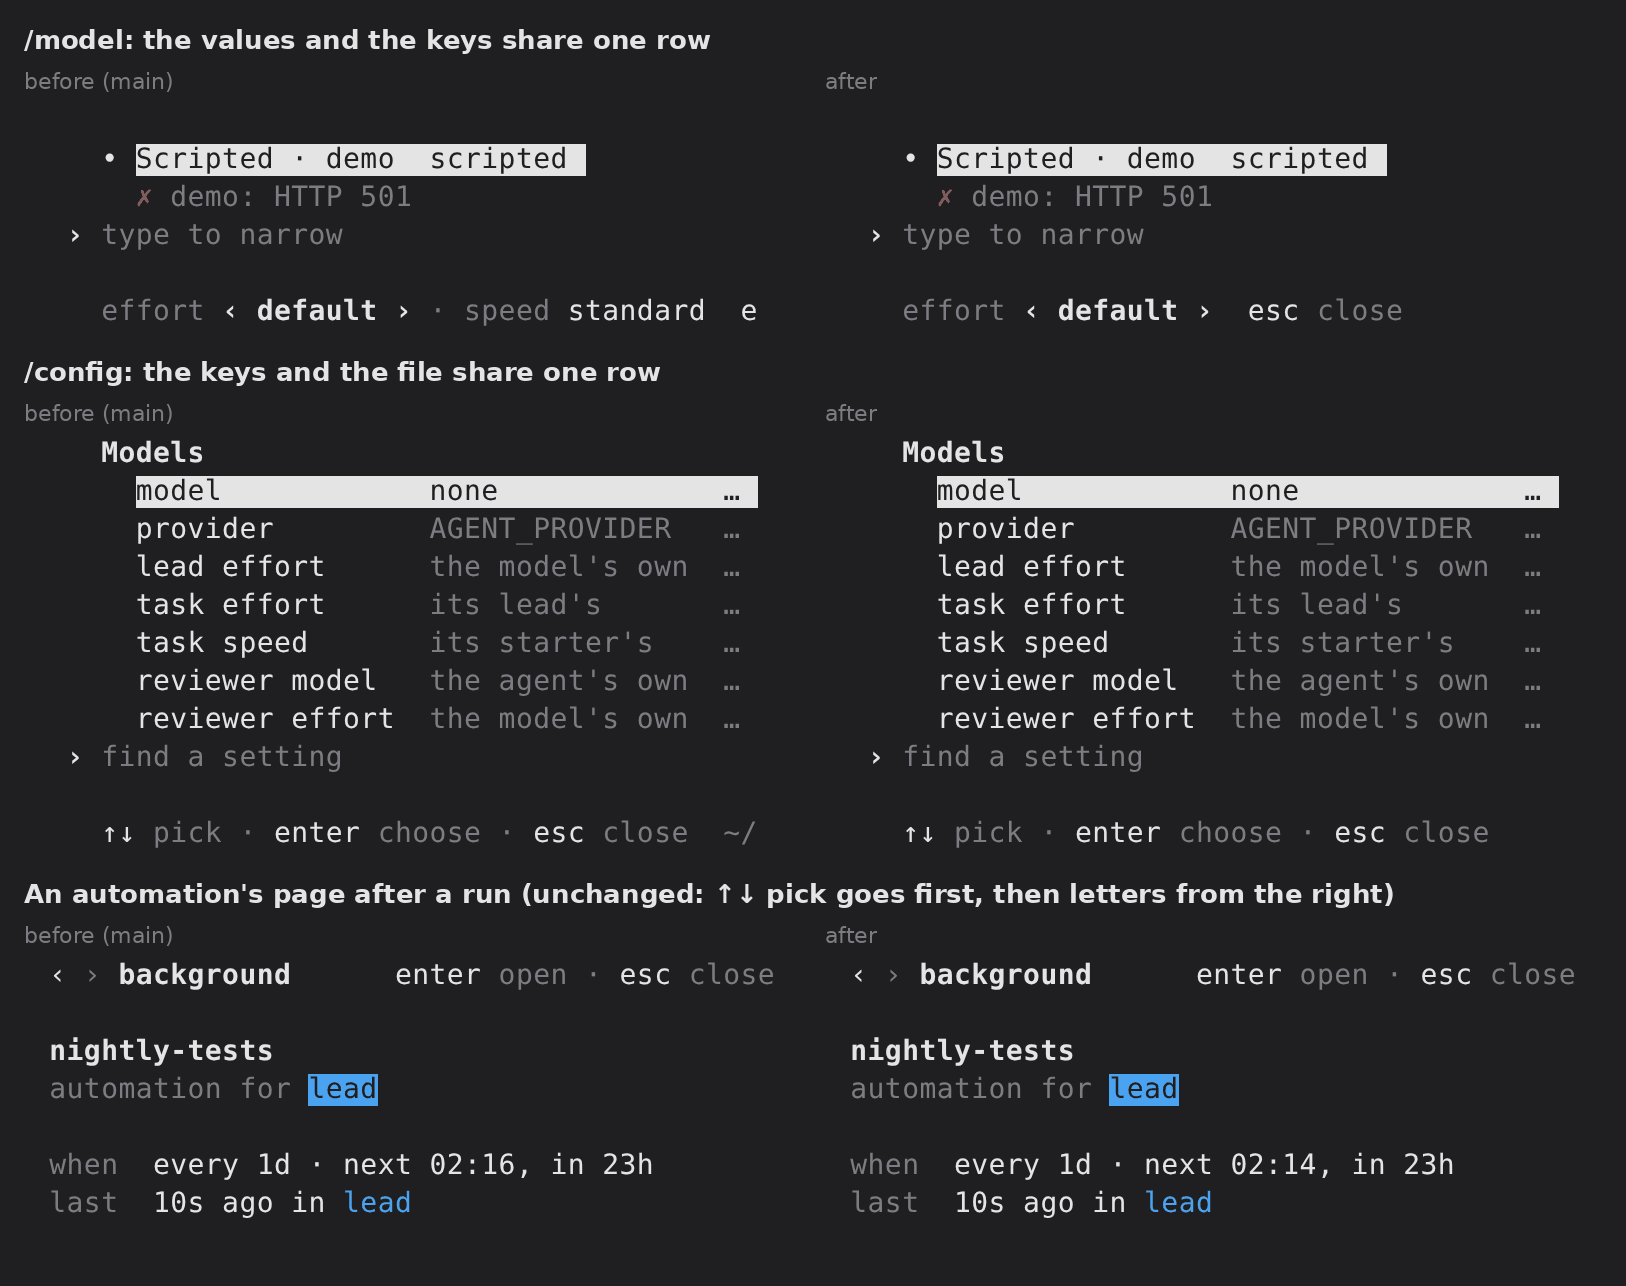 /model: the values and the keys share one row
before (main)
• Scripted · demo  scripted
✗ demo: HTTP 501
› type to narrow
effort ‹ default › · speed standard  e
after
• Scripted · demo  scripted
✗ demo: HTTP 501
› type to narrow
effort ‹ default ›  esc close
/config: the keys and the file share one row
before (main)
Models
model  none  …
provider  AGENT_PROVIDER  …
lead effort  the model's own  …
task effort  its lead's  …
task speed  its starter's  …
reviewer model  the agent's own  …
reviewer effort  the model's own  …
› find a setting
↑↓ pick · enter choose · esc close  ~/
after
Models
model  none  …
provider  AGENT_PROVIDER  …
lead effort  the model's own  …
task effort  its lead's  …
task speed  its starter's  …
reviewer model  the agent's own  …
reviewer effort  the model's own  …
› find a setting
↑↓ pick · enter choose · esc close
An automation's page after a run (unchanged: ↑↓ pick goes first, then letters from the right)
before (main)
‹ › background  enter open · esc close
nightly-tests
automation for lead
when  every 1d · next 02:16, in 23h
last  10s ago in lead
after
‹ › background  enter open · esc close
nightly-tests
automation for lead
when  every 1d · next 02:14, in 23h
last  10s ago in lead